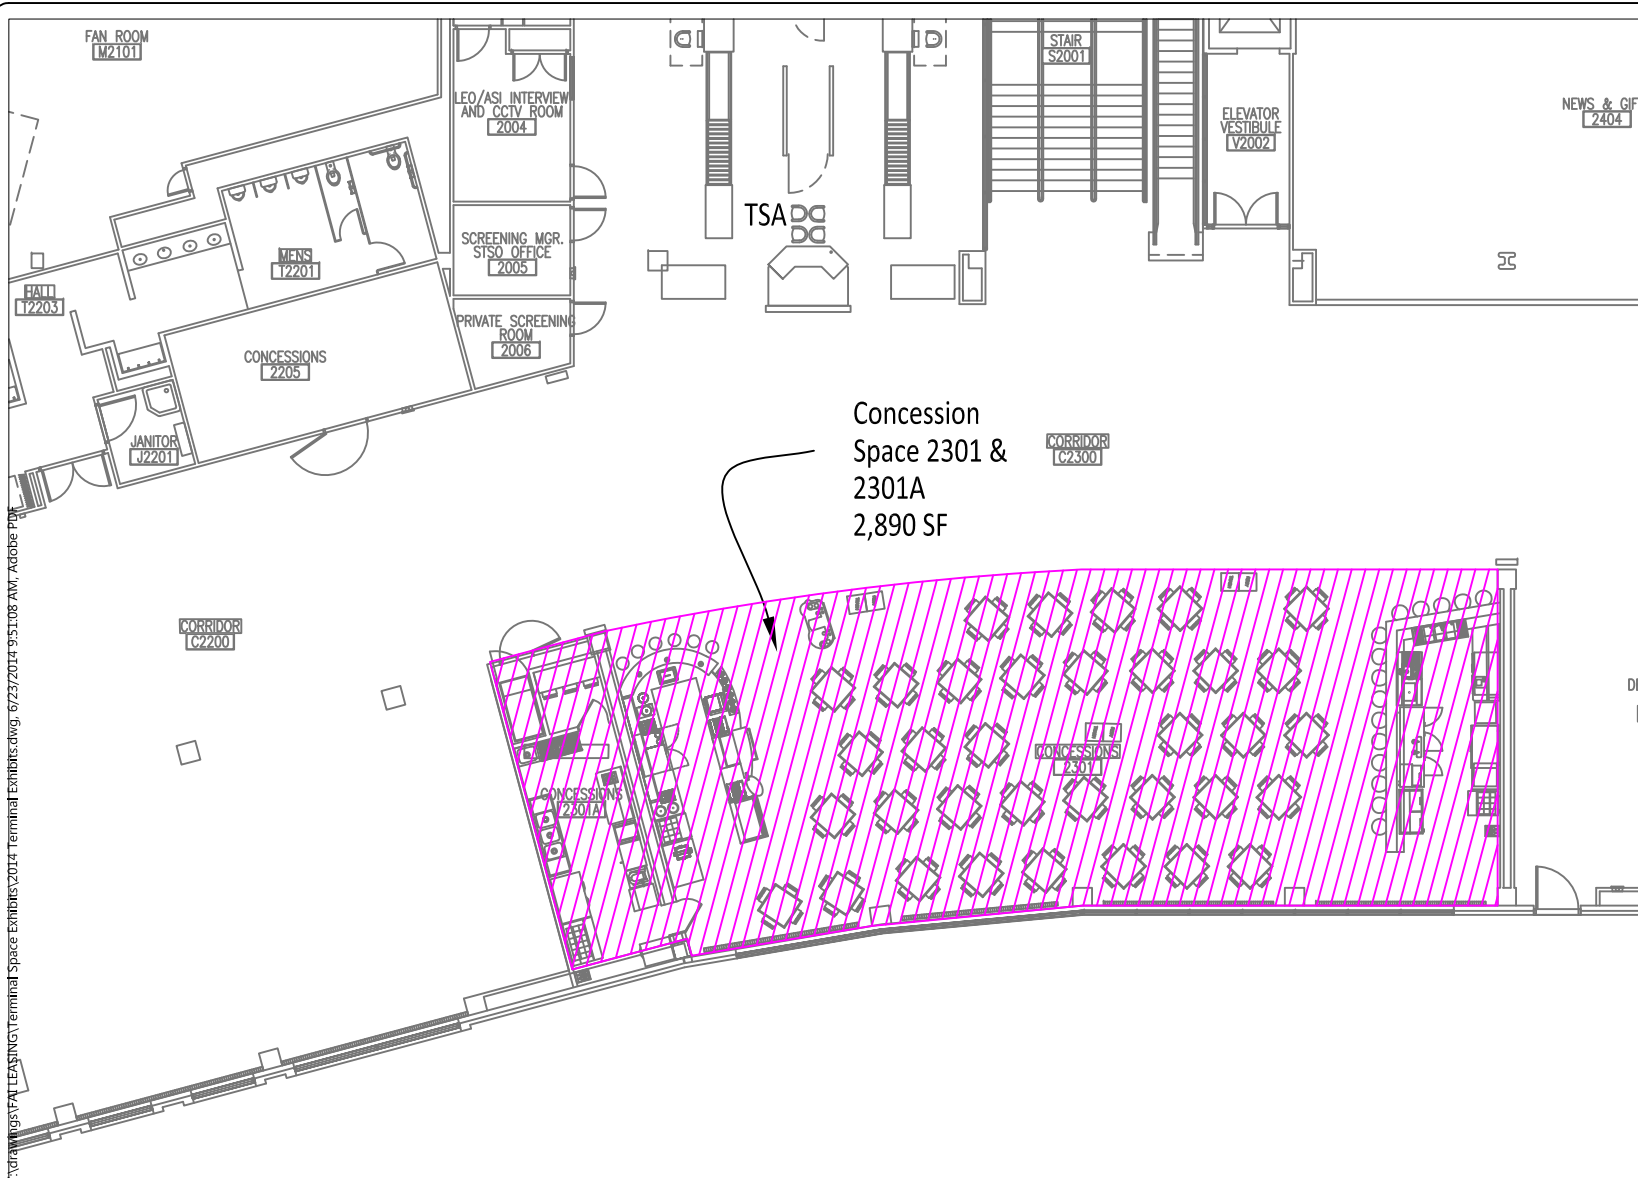 FAN ROOM
M2101
LEO/ASI INTERVIEW
AND CCTV ROOM
2004
STAIR
S2001
ELEVATOR
VESTIBULE
V2002
NEWS & GIF
2404
TSA
SCREENING MGR.
STSO OFFICE
2005
MENS
T2201
HALL
T2203
PRIVATE SCREENING
ROOM
2006
CONCESSIONS
2205
JANITOR
J2201
Concession
Space 2301 &
2301A
2,890 SF
CORRIDOR
C2300
CORRIDOR
C2200
CONCESSIONS
2301
CONCESSIONS
2301A
:\drawings\FAI LEASING\Terminal Space Exhibits\2014 Terminal Exhibits.dwg, 6/23/2014 9:51:08 AM, Adobe PDF